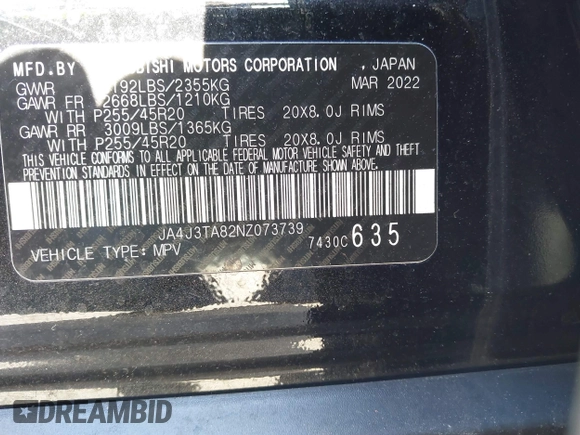 MFD.BY MITSUBISHI MOTORS CORPORATION , JAPAN
GVWR 192LBS/2355KG MAR 2022
GAWR FR 2668LBS/1210KG
WITH P255/45R20 TIRES 20X8.0J RIMS
GAWR RR 3009LBS/1365KG
WITH P255/45R20 TIRES 20X8.0J RIMS
THIS VEHICLE CONFORMS TO ALL APPLICABLE FEDERAL MOTOR VEHICLE SAFETY AND THEFT
PREVENTION STANDARDS IN EFFECT ON THE DATE OF MANUFACTURE SHOWN ABOVE.
JA4J3TA82NZ073739
VEHICLE TYPE: MPV 7430C 635
DREAMBID